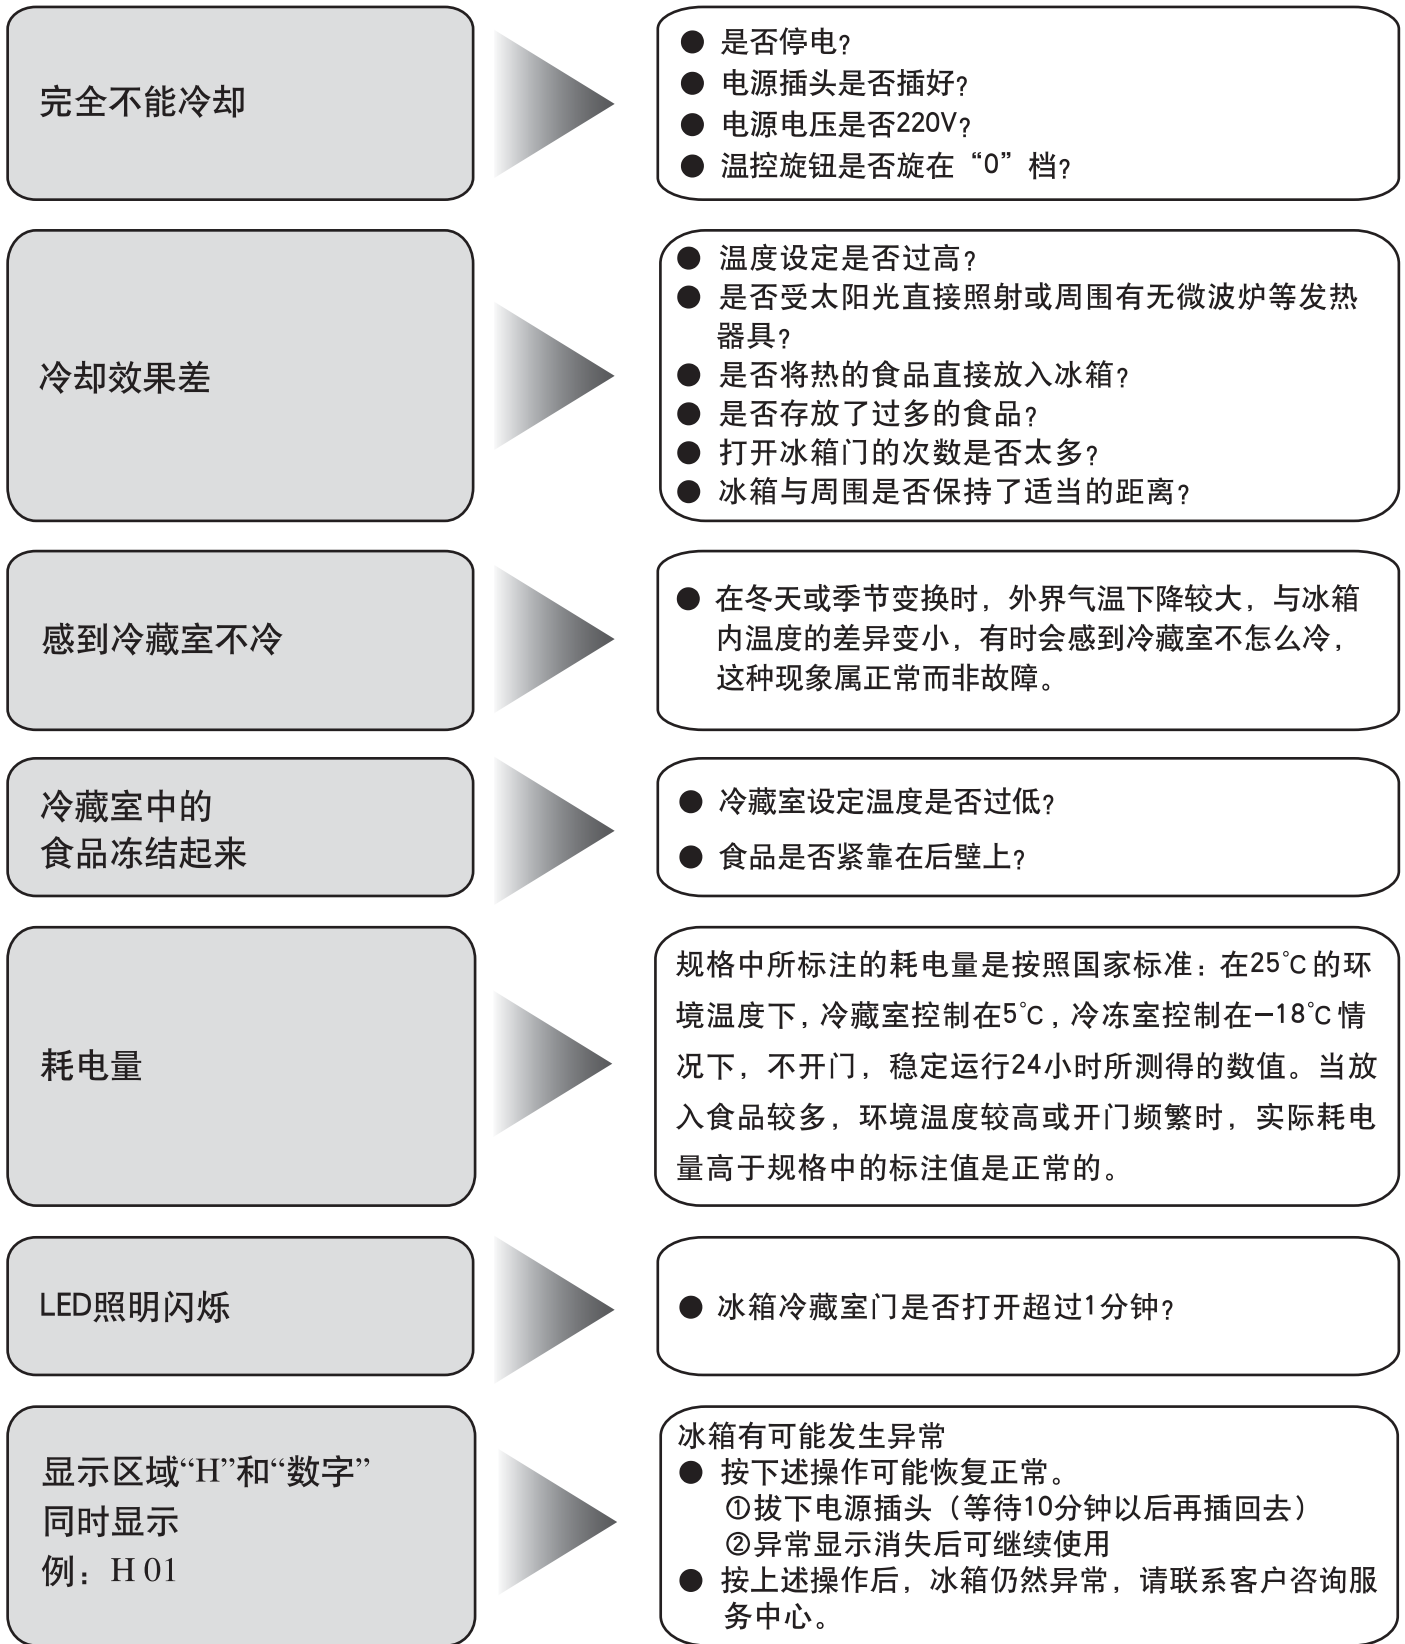 完全不能冷却
● 是否停电?
● 电源插头是否插好?
● 电源电压是否220V?
● 温控旋钮是否旋在“0”档?
冷却效果差
● 温度设定是否过高?
● 是否受太阳光直接照射或周围有无微波炉等发热
器具?
● 是否将热的食品直接放入冰箱?
● 是否存放了过多的食品?
● 打开冰箱门的次数是否太多?
● 冰箱与周围是否保持了适当的距离?
感到冷藏室不冷
● 在冬天或季节变换时，外界气温下降较大，与冰箱
内温度的差异变小，有时会感到冷藏室不怎么冷，
这种现象属正常而非故障。
冷藏室中的
食品冻结起来
● 冷藏室设定温度是否过低?
● 食品是否紧靠在后壁上?
耗电量
规格中所标注的耗电量是按照国家标准：在25℃的环
境温度下，冷藏室控制在5℃，冷冻室控制在-18℃情
况下，不开门，稳定运行24小时所测得的数值。当放
入食品较多，环境温度较高或开门频繁时，实际耗电
量高于规格中的标注值是正常的。
LED照明闪烁
● 冰箱冷藏室门是否打开超过1分钟?
显示区域“H”和“数字”
同时显示
例：H 01
冰箱有可能发生异常
● 按下述操作可能恢复正常。
①拔下电源插头（等待10分钟以后再插回去）
②异常显示消失后可继续使用
● 按上述操作后，冰箱仍然异常，请联系客户咨询服
务中心。